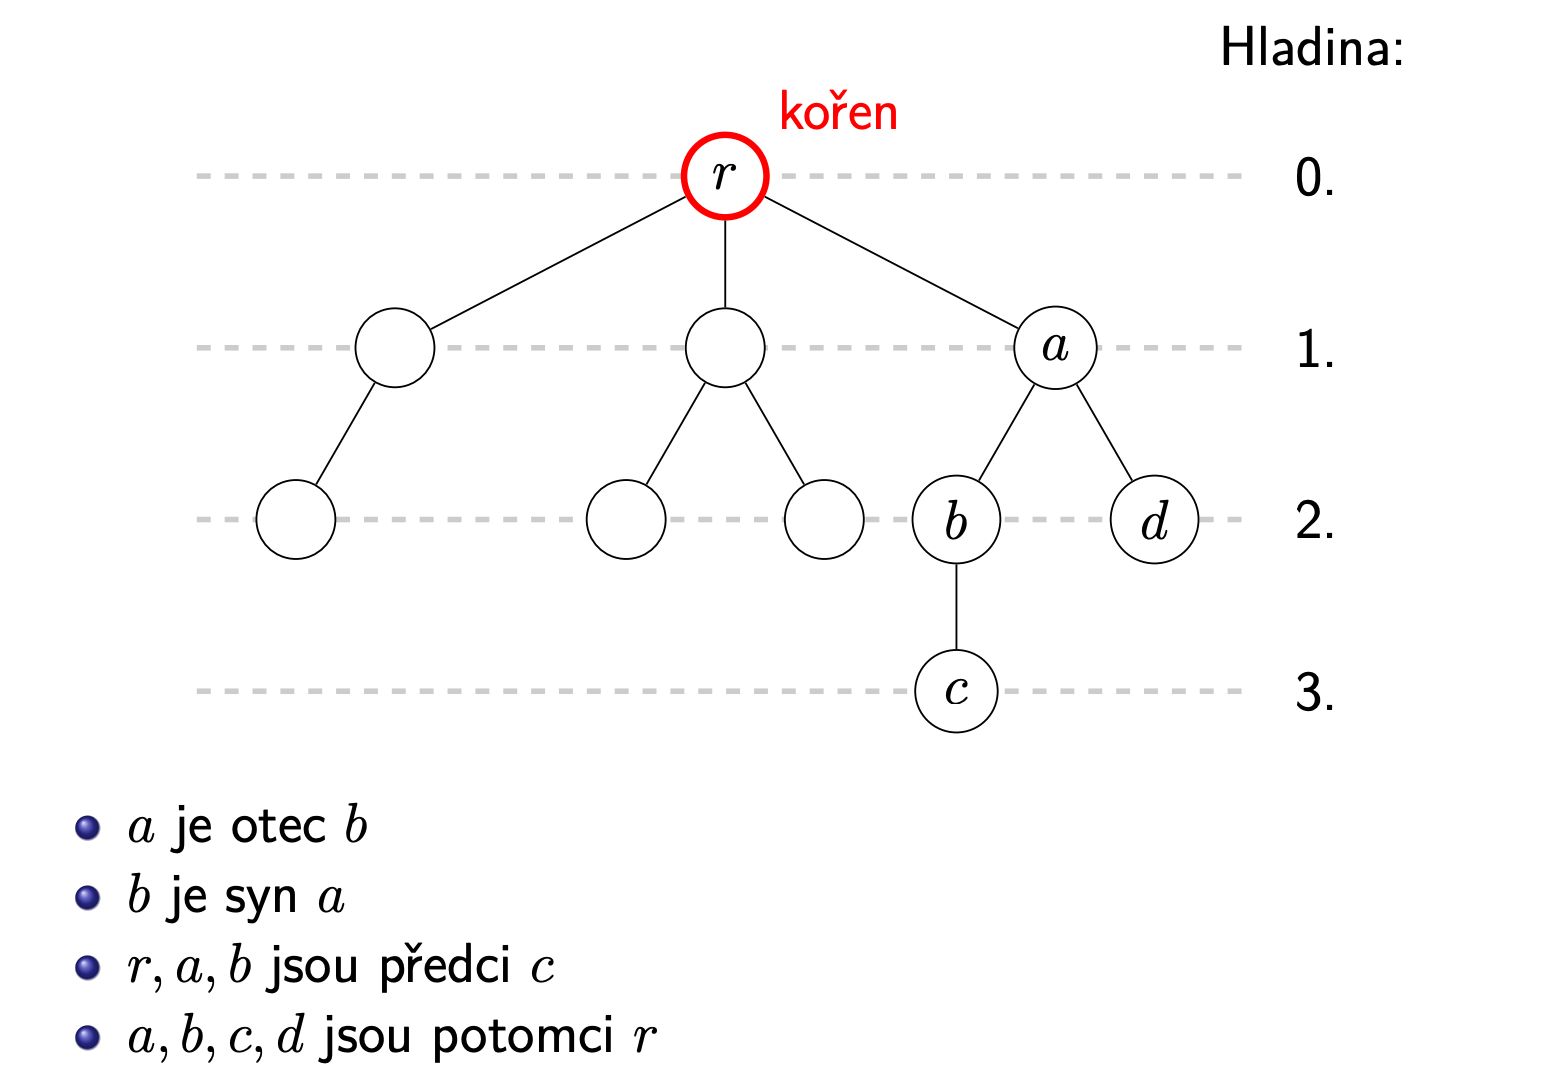 Hladina:
kořen
r 0.
a 1.
b d 2.
c 3.
a je otec b
b je syn a
r, a, b jsou předci c
a, b, c, d jsou potomci r